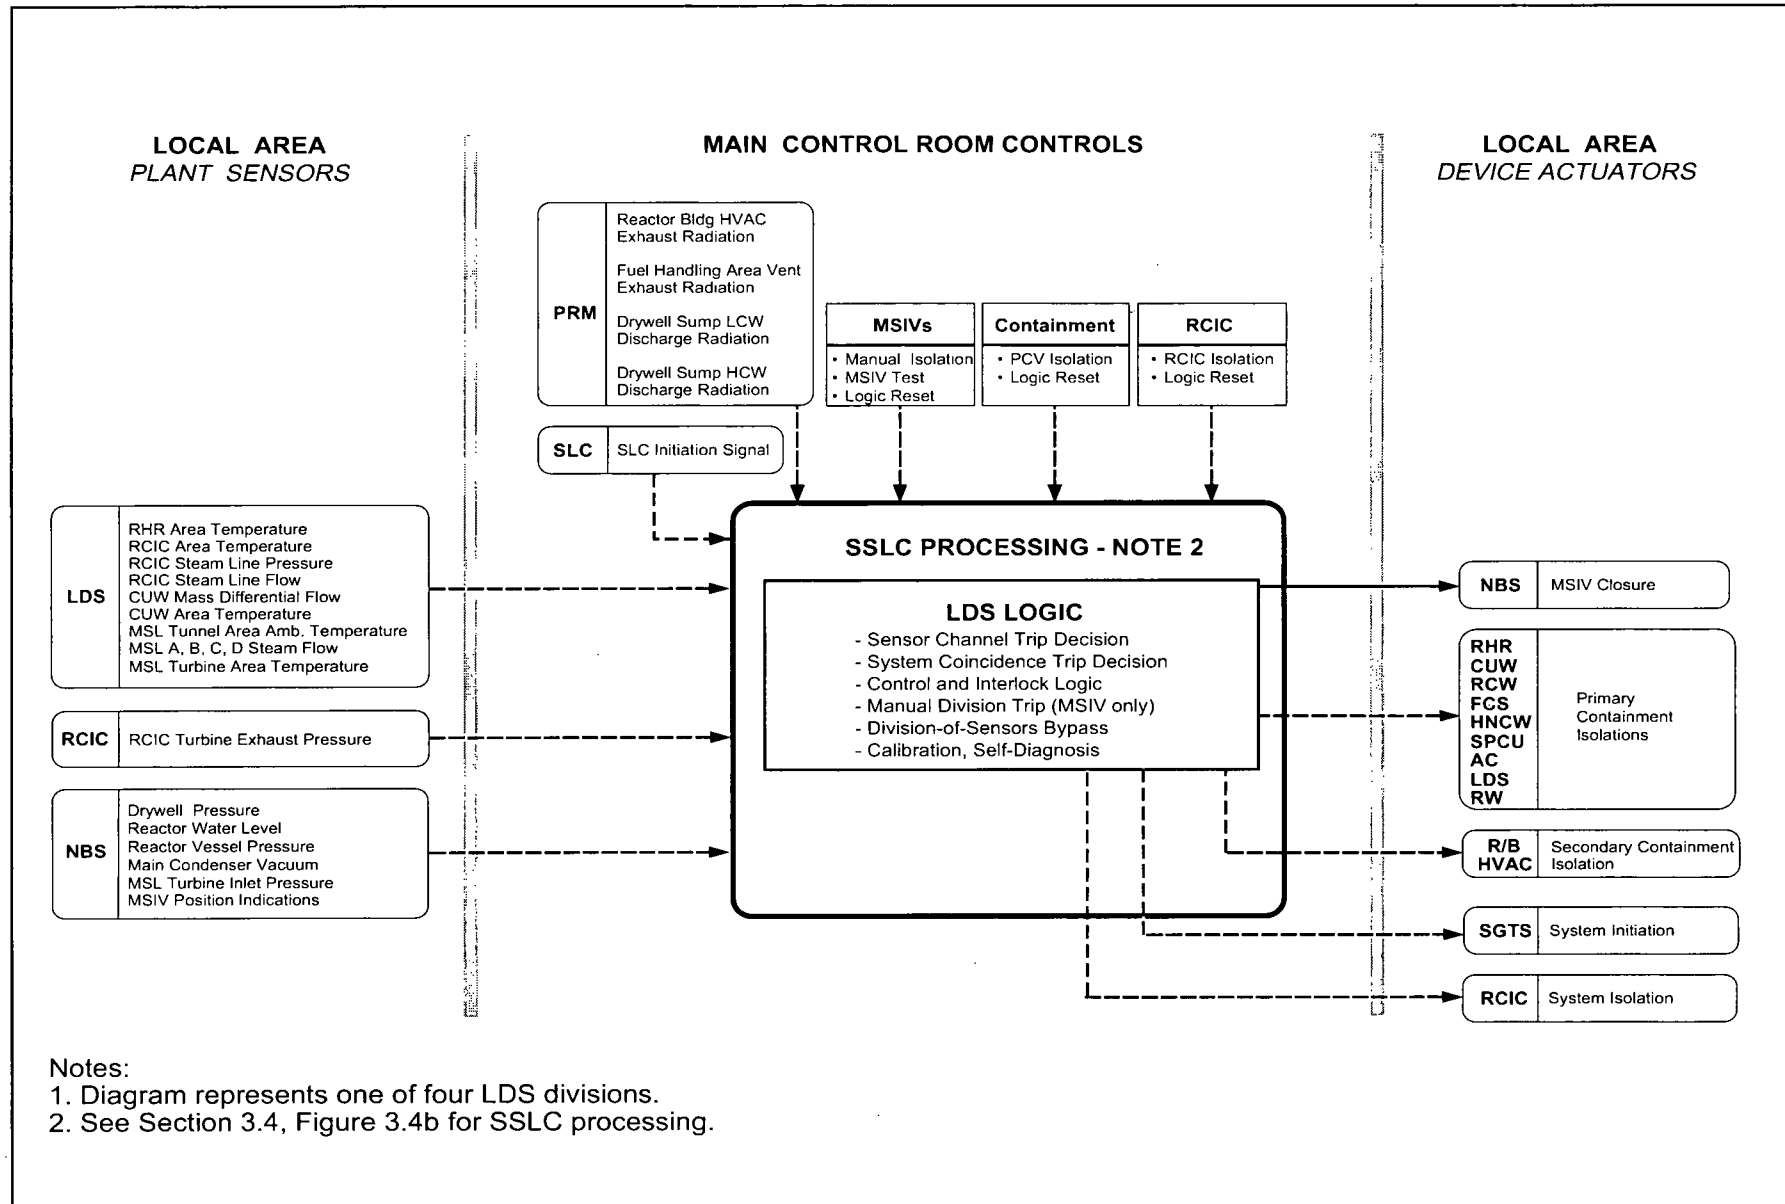 LOCAL AREA
PLANT SENSORS
MAIN CONTROL ROOM CONTROLS
LOCAL AREA
DEVICE ACTUATORS
PRM
Reactor Bldg HVAC
Exhaust Radiation
Fuel Handling Area Vent
Exhaust Radiation
Drywell Sump LCW
Discharge Radiation
Drywell Sump HCW
Discharge Radiation
MSIVs
• Manual Isolation
• MSIV Test
• Logic Reset
Containment
• PCV Isolation
• Logic Reset
RCIC
• RCIC Isolation
• Logic Reset
SLC
SLC Initiation Signal
LDS
RHR Area Temperature
RCIC Area Temperature
RCIC Steam Line Pressure
RCIC Steam Line Flow
CUW Mass Differential Flow
CUW Area Temperature
MSL Tunnel Area Amb. Temperature
MSL A, B, C, D Steam Flow
MSL Turbine Area Temperature
RCIC
RCIC Turbine Exhaust Pressure
NBS
Drywell Pressure
Reactor Water Level
Reactor Vessel Pressure
Main Condenser Vacuum
MSL Turbine Inlet Pressure
MSIV Position Indications
SSLC PROCESSING - NOTE 2
LDS LOGIC
- Sensor Channel Trip Decision
- System Coincidence Trip Decision
- Control and Interlock Logic
- Manual Division Trip (MSIV only)
- Division-of-Sensors Bypass
- Calibration, Self-Diagnosis
NBS
MSIV Closure
RHR
CUW
RCW
FCS
HNCW
SPCU
AC
LDS
RW
Primary
Containment
Isolations
R/B
HVAC
Secondary Containment
Isolation
SGTS
System Initiation
RCIC
System Isolation
Notes:
1. Diagram represents one of four LDS divisions.
2. See Section 3.4, Figure 3.4b for SSLC processing.